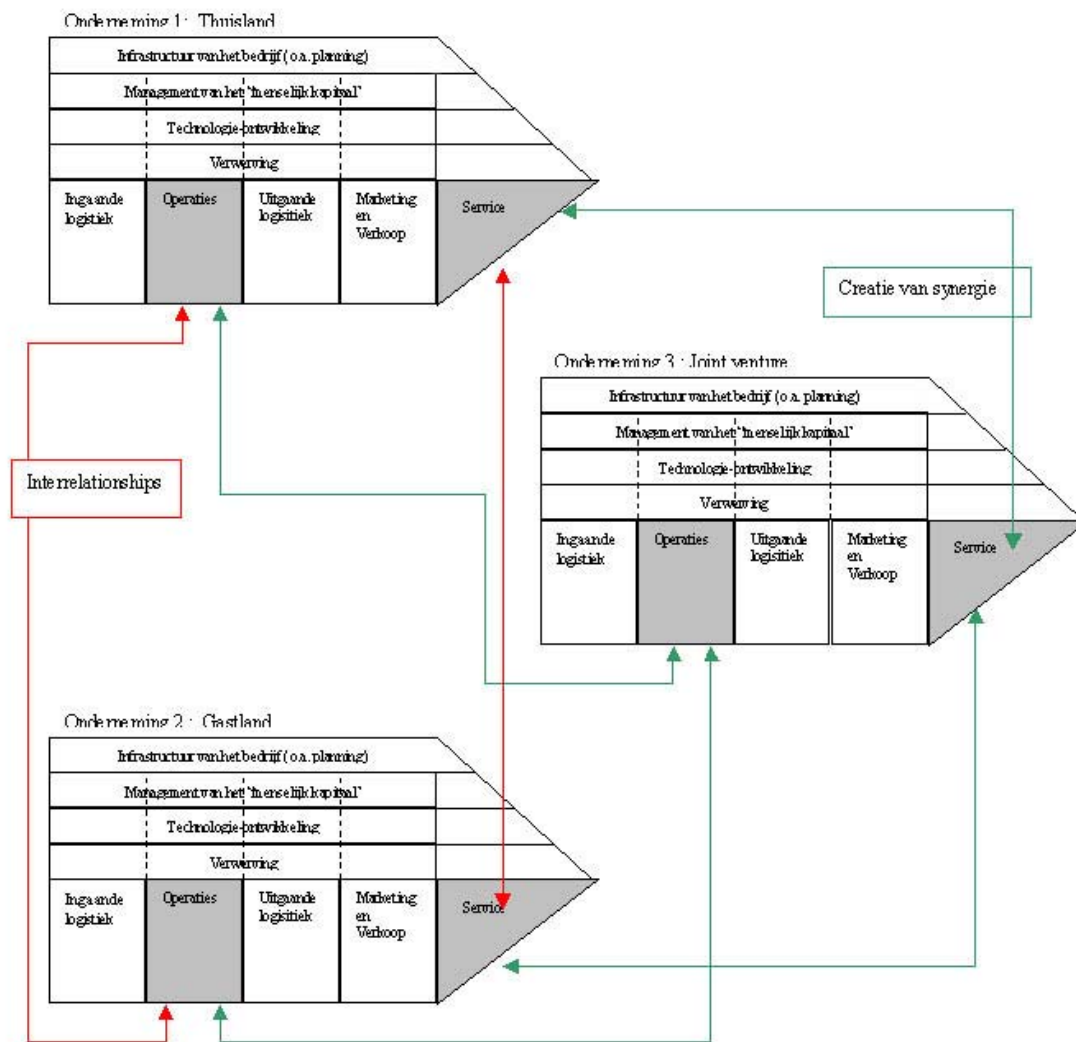 Onderneming 1 : Thuisland
Infrastructuur van het bedrijf ( o.a. planning)
Management van het ‘menselijk kapitaal’
Technologie-ontwikkeling
Verwerving
Ingaande
logistiek
Operaties
Uitgaande
logisitiek
Marketing
en
Verkoop
Service
Creatie van synergie
Onderneming 3 : Joint venture
Infrastructuur van het bedrijf ( o.a. planning)
Management van het ‘menselijk kapitaal’
Technologie-ontwikkeling
Verwerving
Ingaande
logistiek
Operaties
Uitgaande
logisitiek
Marketing
en
Verkoop
Service
Interrelationships
Onderneming 2 : Gastland
Infrastructuur van het bedrijf ( o.a. planning)
Management van het ‘menselijk kapitaal’
Technologie-ontwikkeling
Verwerving
Ingaande
logistiek
Operaties
Uitgaande
logisitiek
Marketing
en
Verkoop
Service